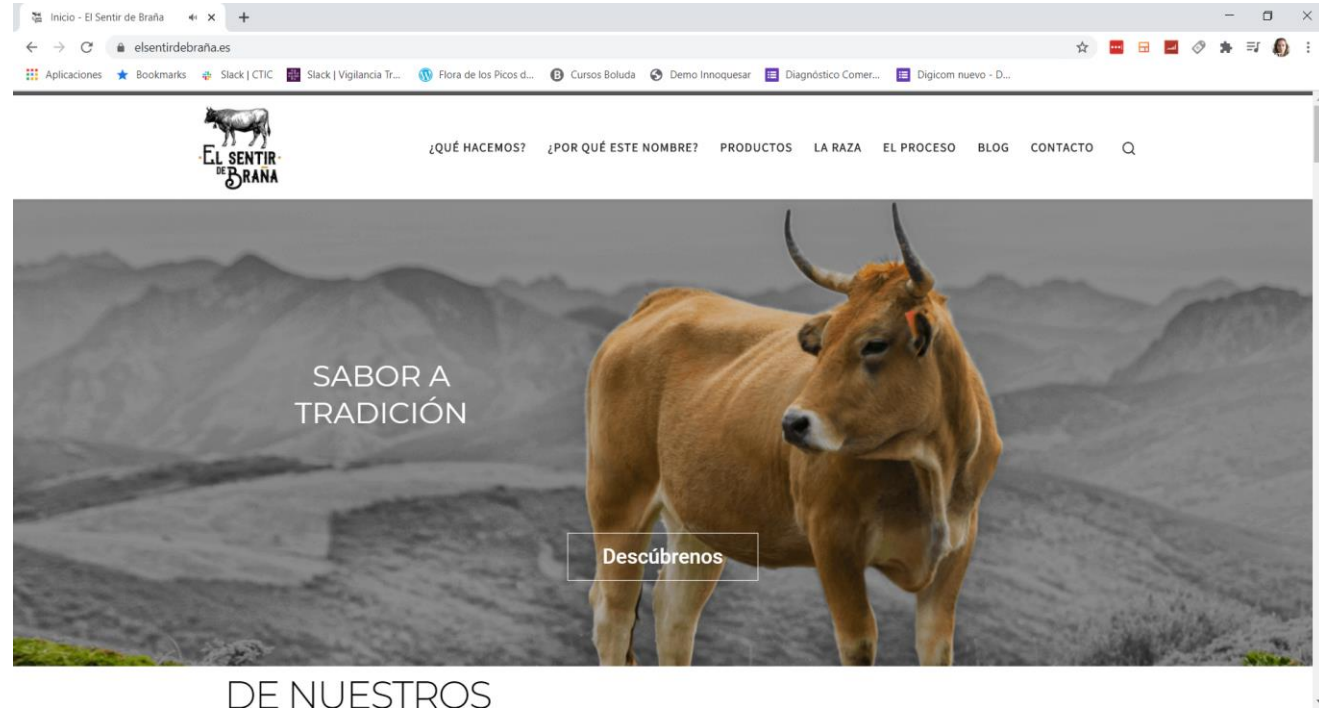 Inicio - El Sentir de Braña
elsentirdebraña.es
Aplicaciones Bookmarks Slack | CTIC Slack | Vigilancia Tr... Flora de los Picos d... Cursos Boluda Demo Innoquesar Diagnóstico Comer... Digicom nuevo - D...
EL SENTIR
DE BRAÑA
¿QUÉ HACEMOS? ¿POR QUÉ ESTE NOMBRE? PRODUCTOS LA RAZA EL PROCESO BLOG CONTACTO
SABOR A
TRADICIÓN
Descúbrenos
DE NUESTROS